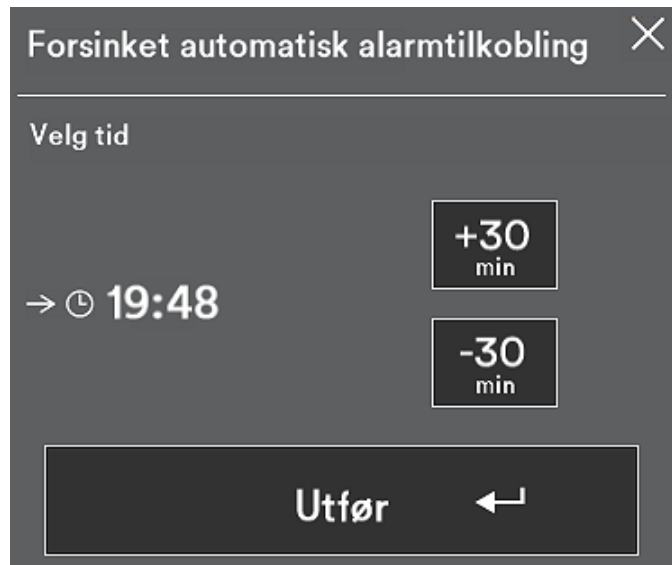 Forsinket automatisk alarmtilkobling
Velg tid
+30
min
19:48
-30
min
Utfør